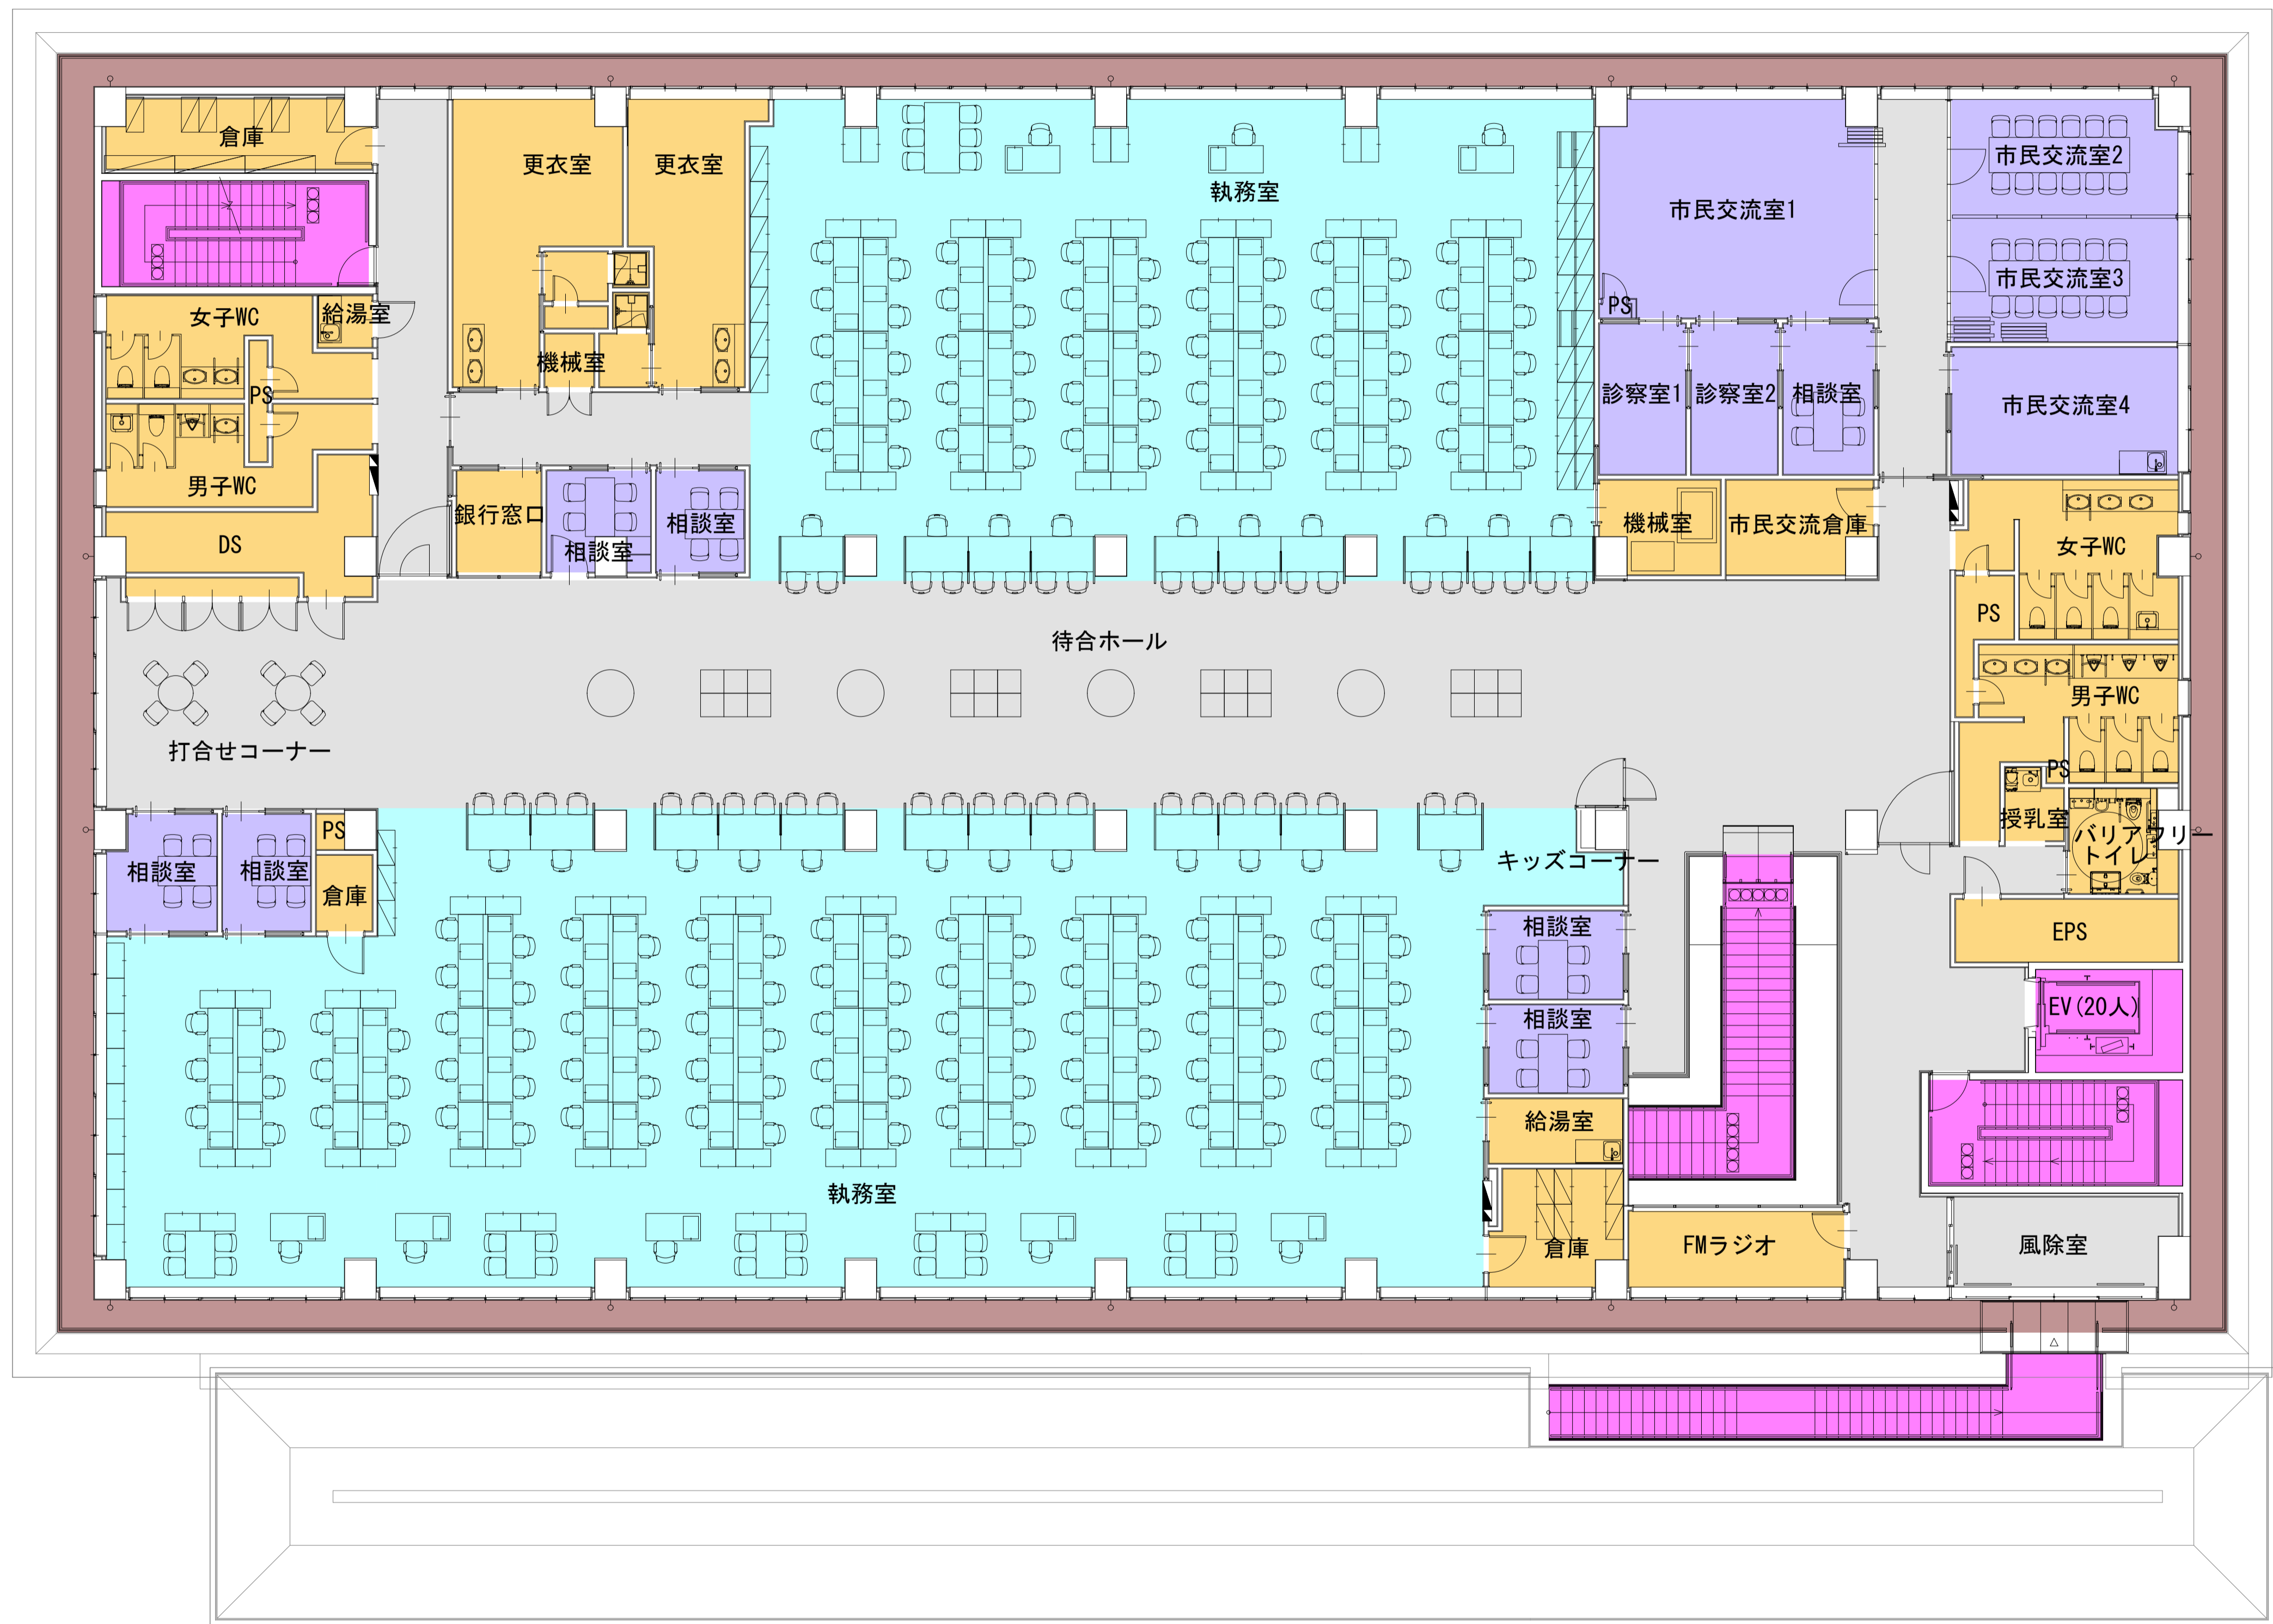 倉庫
更衣室
更衣室
執務室
市民交流室1
市民交流室2
市民交流室3
女子WC
給湯室
PS
機械室
PS
診察室1
診察室2
相談室
市民交流室4
男子WC
銀行窓口
相談室
相談室
機械室
市民交流倉庫
DS
女子WC
PS
待合ホール
打合せコーナー
男子WC
PS
授乳室
バリアフリー
トイレ
相談室
相談室
PS
倉庫
キッズコーナー
相談室
EPS
相談室
EV(20人)
給湯室
執務室
倉庫
FMラジオ
風除室